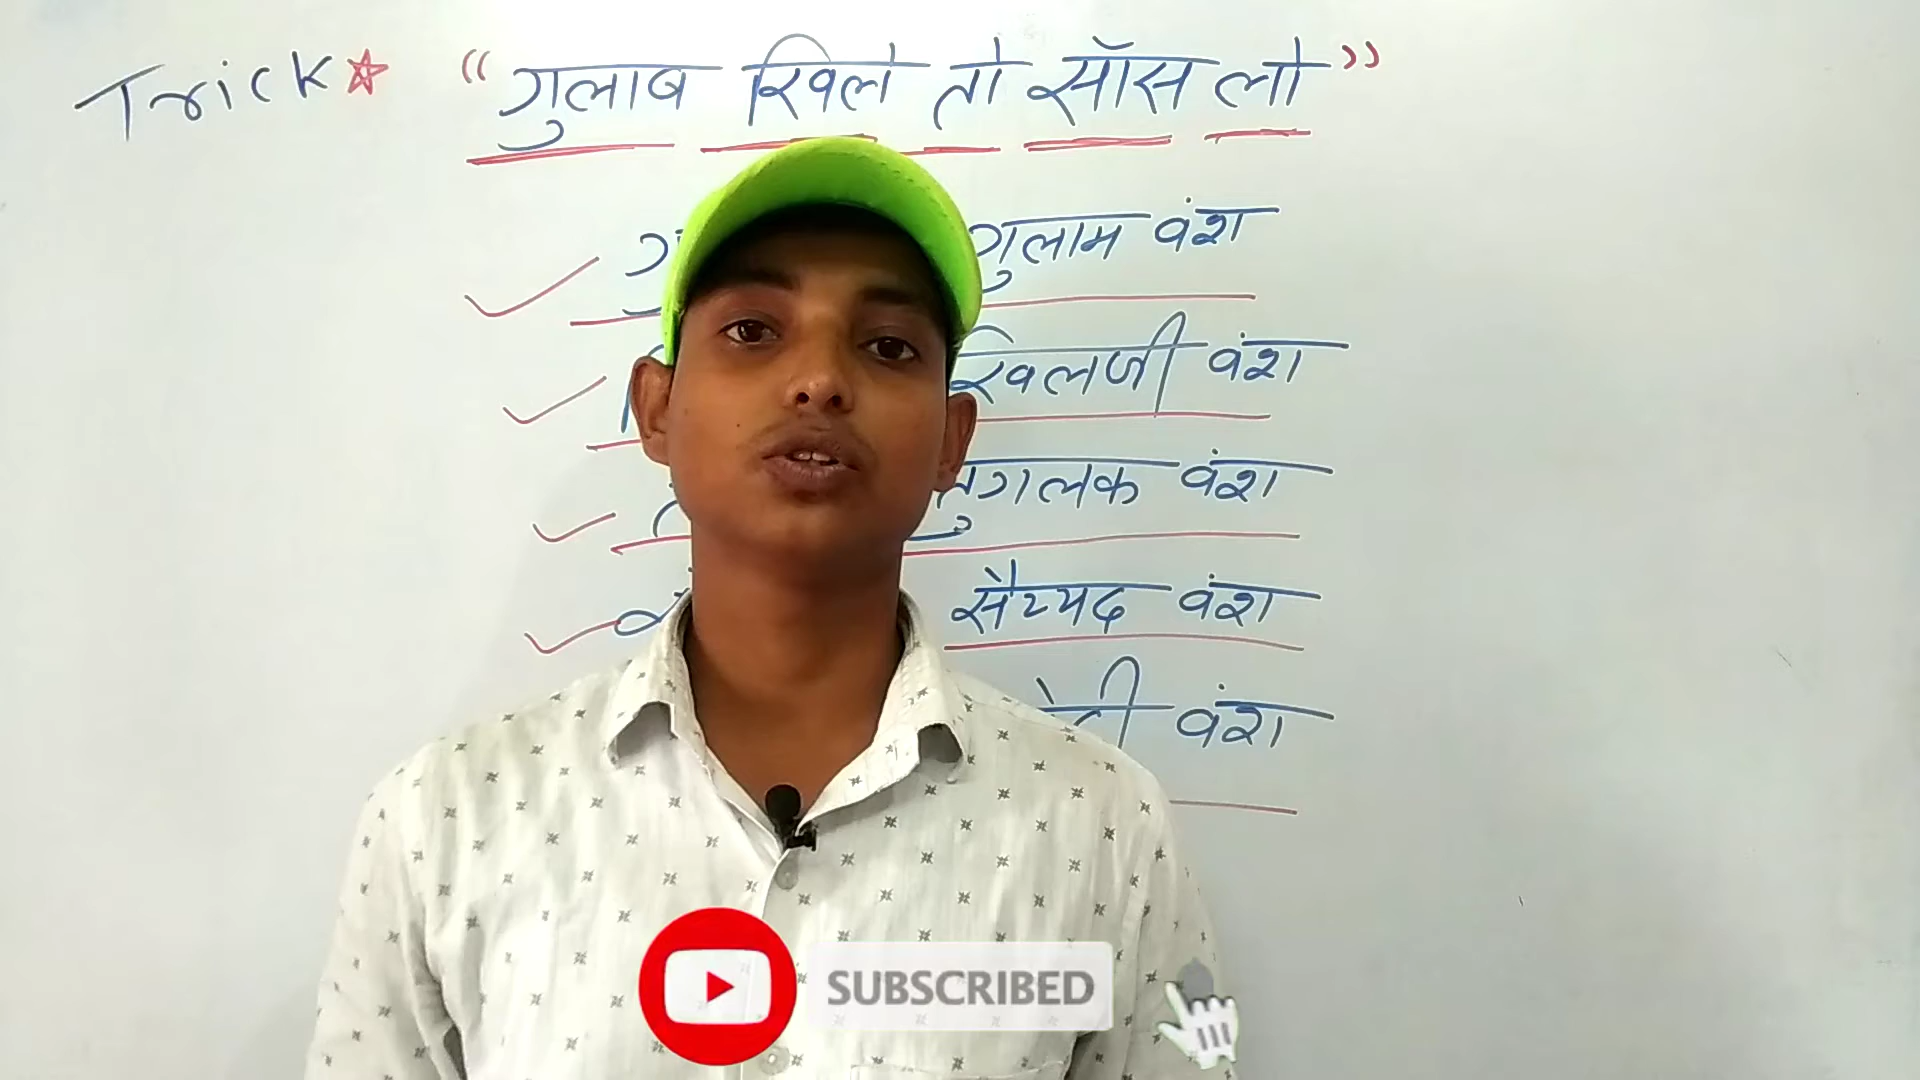 Trick ☆ “गुलाब खिले तो सॉस लो”
गुलाम वंश
खिलजी वंश
तुगलक वंश
सैय्यद वंश
वंश
SUBSCRIBED